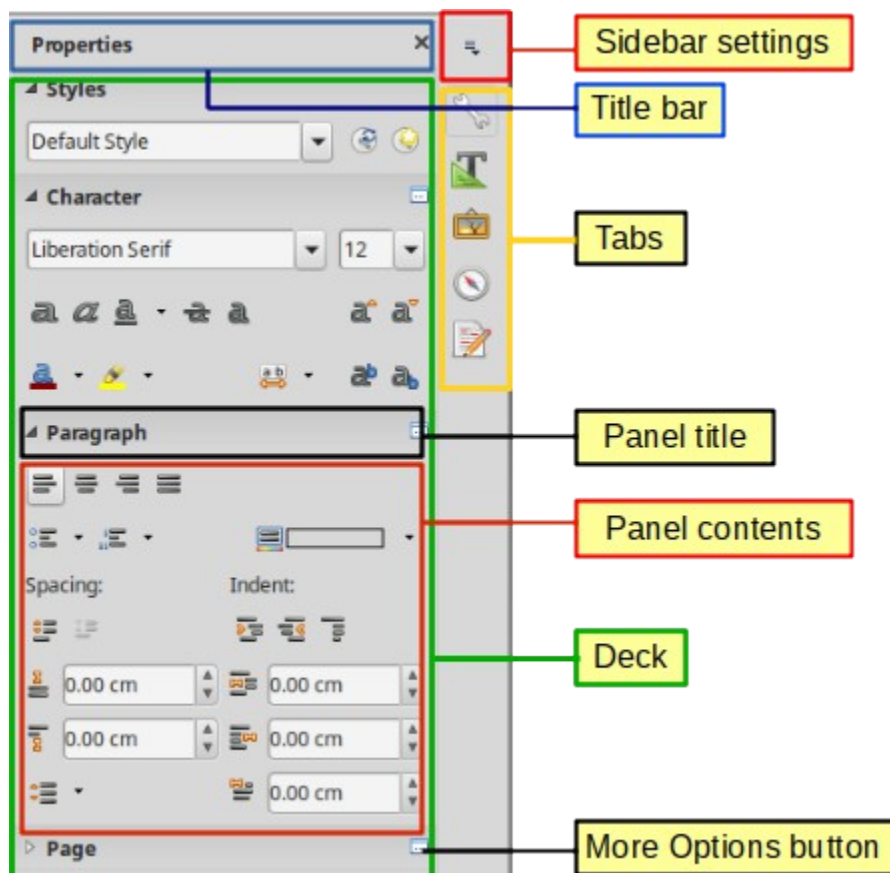 Properties
Sidebar settings
Styles
Title bar
Default Style
Character
Liberation Serif 12
Tabs
Paragraph
Panel title
Panel contents
Spacing: Indent:
Deck
0.00 cm 0.00 cm
0.00 cm 0.00 cm
0.00 cm
Page
More Options button